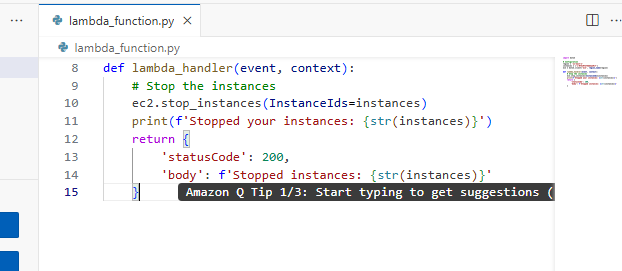 lambda_function.py
lambda_function.py
8 def lambda_handler(event, context):
9 # Stop the instances
10 ec2.stop_instances(InstanceIds=instances)
11 print(f'Stopped your instances: {str(instances)}')
12 return {
13 'statusCode': 200,
14 'body': f'Stopped instances: {str(instances)}'
15 } Amazon Q Tip 1/3: Start typing to get suggestions (